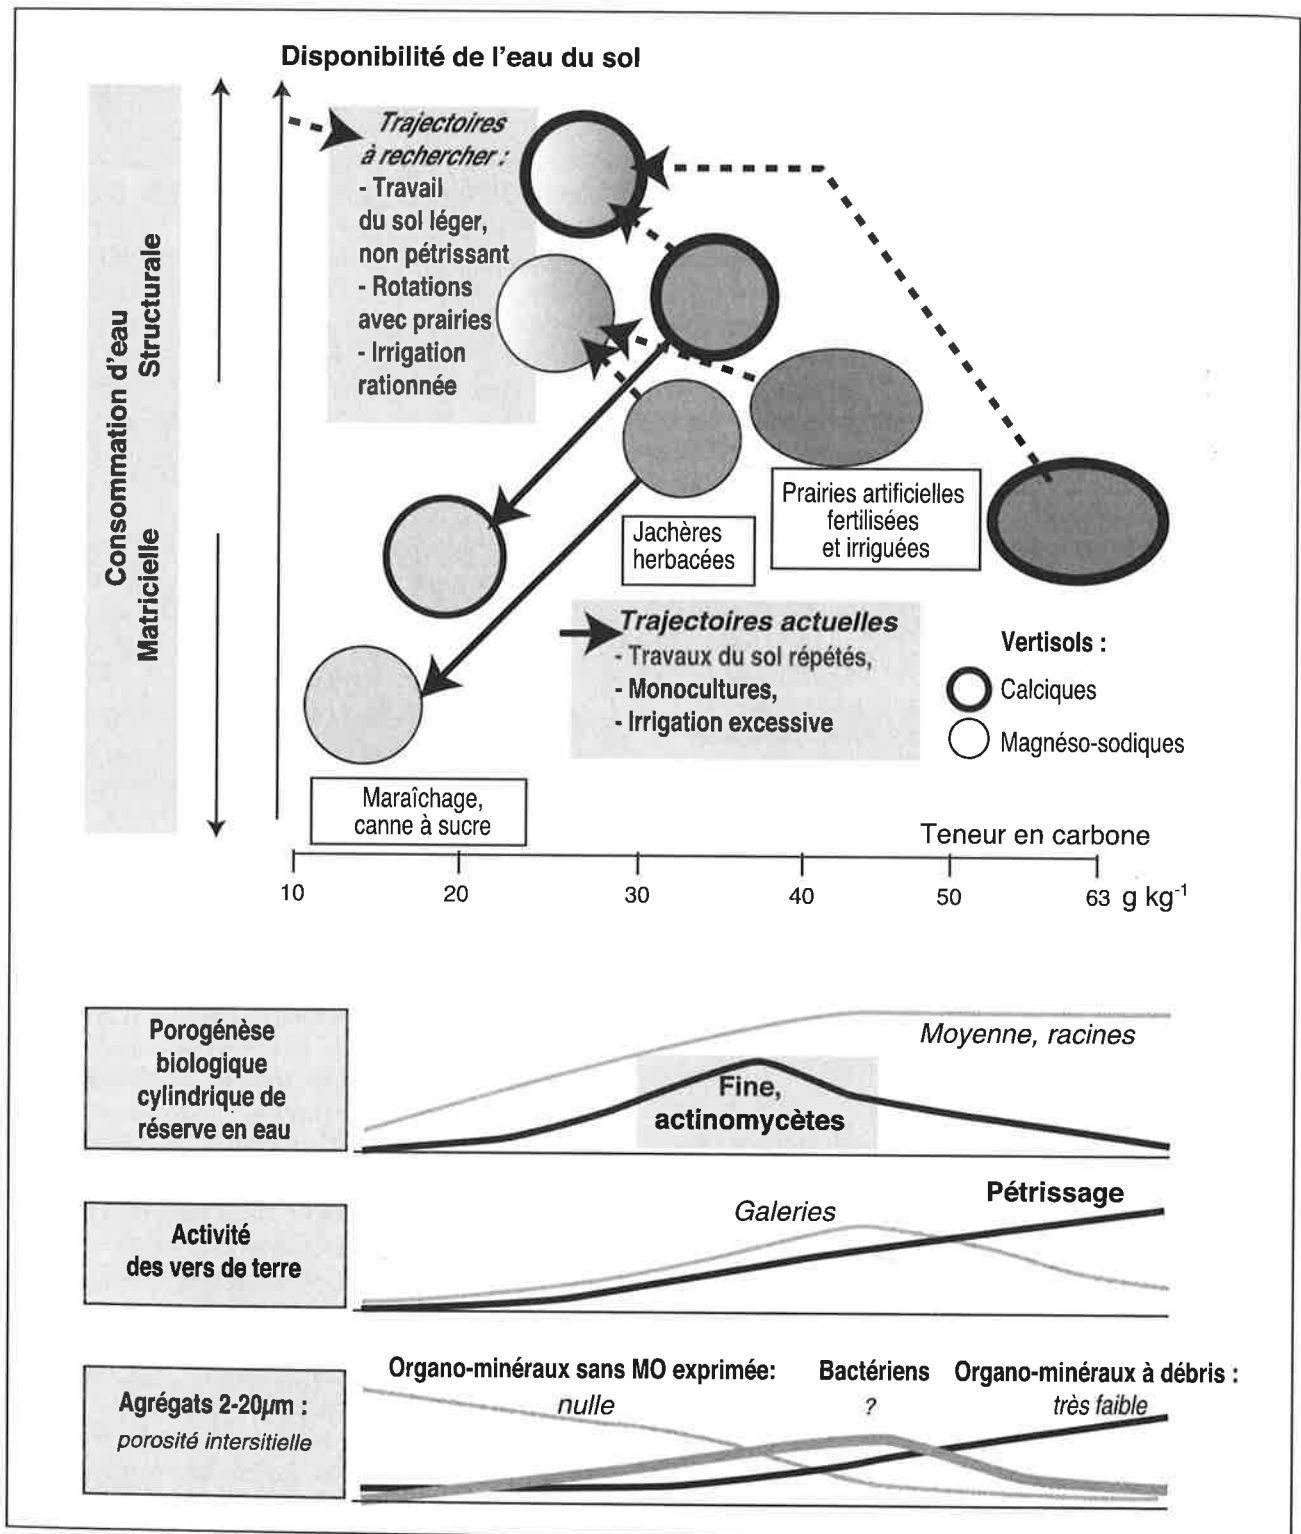 Disponibilité de l'eau du sol
Consommation d'eau
Structurale
Matricielle
Trajectoires
à rechercher :
- Travail
du sol léger,
non pétrissant
- Rotations
avec prairies
- Irrigation
rationnée
Prairies artificielles
fertilisées
et irriguées
Jachères
herbacées
Trajectoires actuelles
- Travaux du sol répétés,
- Monocultures,
- Irrigation excessive
Vertisols :
Calciques
Magnéso-sodiques
Maraîchage,
canne à sucre
Teneur en carbone
10 20 30 40 50 63 g kg-1
Porogénèse
biologique
cylindrique de
réserve en eau
Moyenne, racines
Fine,
actinomycètes
Activité
des vers de terre
Galeries
Pétrissage
Agrégats 2-20µm :
porosité intersitielle
Organo-minéraux sans MO exprimée:
nulle
Bactériens
?
Organo-minéraux à débris :
très faible